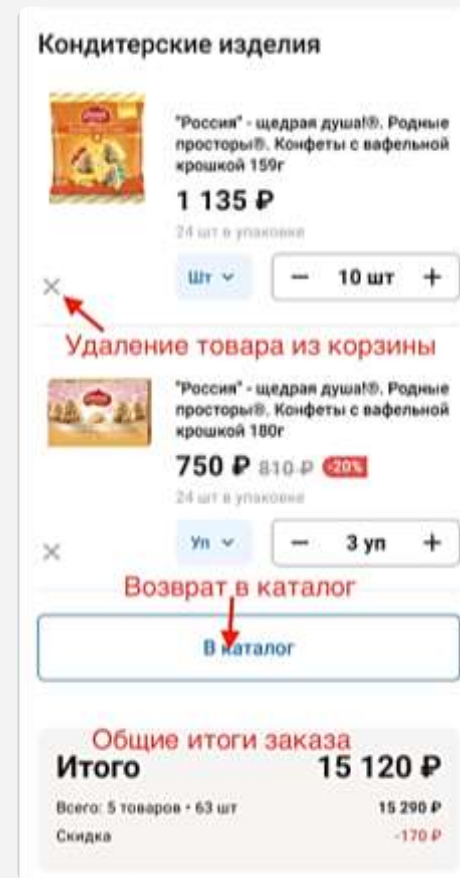 Кондитерские изделия
"Россия" - щедрая душа!®. Родные
просторы®. Конфеты с вафельной
крошкой 159г
1 135 ₽
24 шт в упаковке
Шт
— 10 шт +
Удаление товара из корзины
"Россия" - щедрая душа!®. Родные
просторы®. Конфеты с вафельной
крошкой 180г
750 ₽ 810 ₽ -20%
24 шт в упаковке
Уп
— 3 уп +
Возврат в каталог
В каталог
Общие итоги заказа
Итого 15 120 ₽
Всего: 5 товаров • 63 шт 15 290 ₽
Скидка -170 ₽